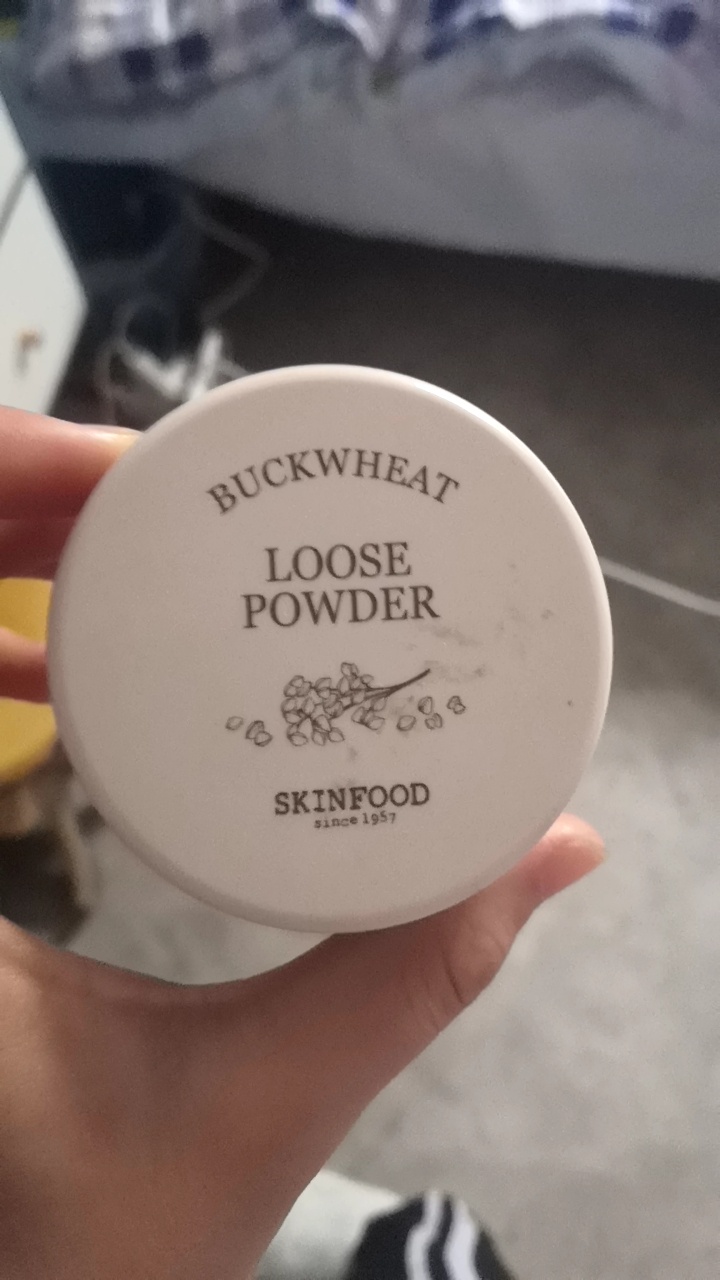 BUCKWHEAT
LOOSE
POWDER
SKINFOOD
since 1957